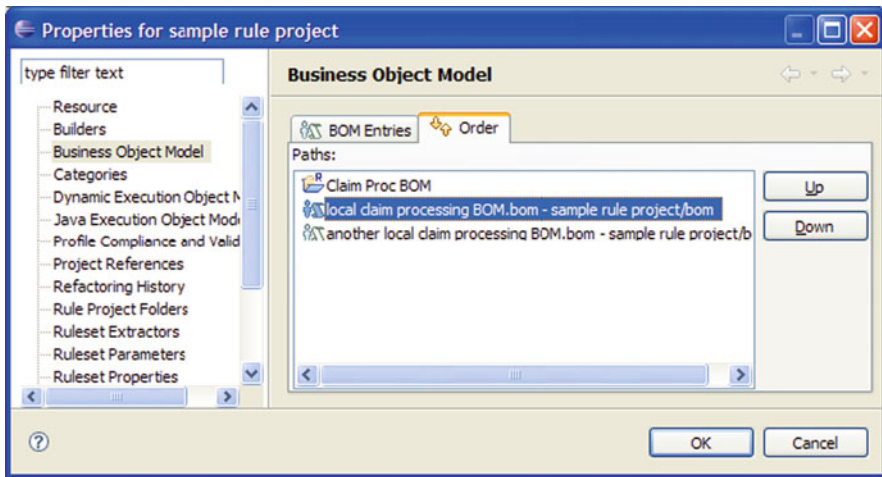 Properties for sample rule project
type filter text
Resource
Builders
Business Object Model
Categories
Dynamic Execution Object M
Java Execution Object Mode
Profile Compliance and Valid
Project References
Refactoring History
Rule Project Folders
Ruleset Extractors
Ruleset Parameters
Ruleset Properties
Business Object Model
BOM Entries
Order
Paths:
Claim Proc BOM
local claim processing BOM.bom - sample rule project/bom
another local claim processing BOM.bom - sample rule project/b
Up
Down
OK
Cancel